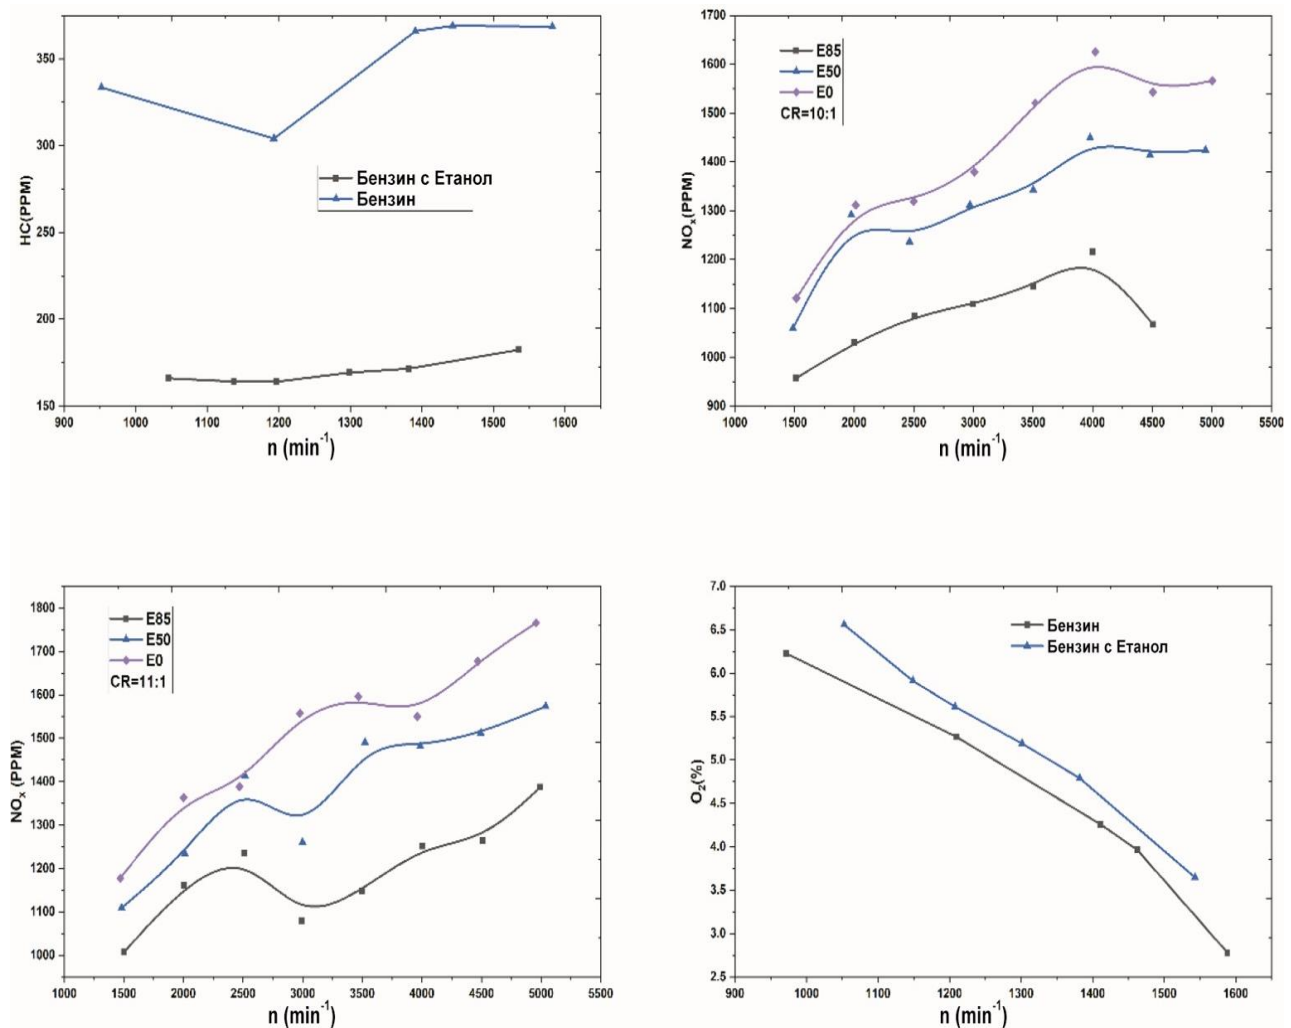 350
300
250
200
150
HC(PPM)
Бензин с Етанол
Бензин
900 1000 1100 1200 1300 1400 1500 1600
n (min⁻¹)
1700
1600
1500
1400
1300
1200
1100
1000
900
NOₓ(PPM)
E85
E50
E0
CR=10:1
1000 1500 2000 2500 3000 3500 4000 4500 5000 5500
n (min⁻¹)
1800
1700
1600
1500
1400
1300
1200
1100
1000
NOₓ (PPM)
E85
E50
E0
CR=11:1
1000 1500 2000 2500 3000 3500 4000 4500 5000 5500
n (min⁻¹)
7.0
6.5
6.0
5.5
5.0
4.5
4.0
3.5
3.0
2.5
O₂(%)
Бензин
Бензин с Етанол
900 1000 1100 1200 1300 1400 1500 1600
n (min⁻¹)